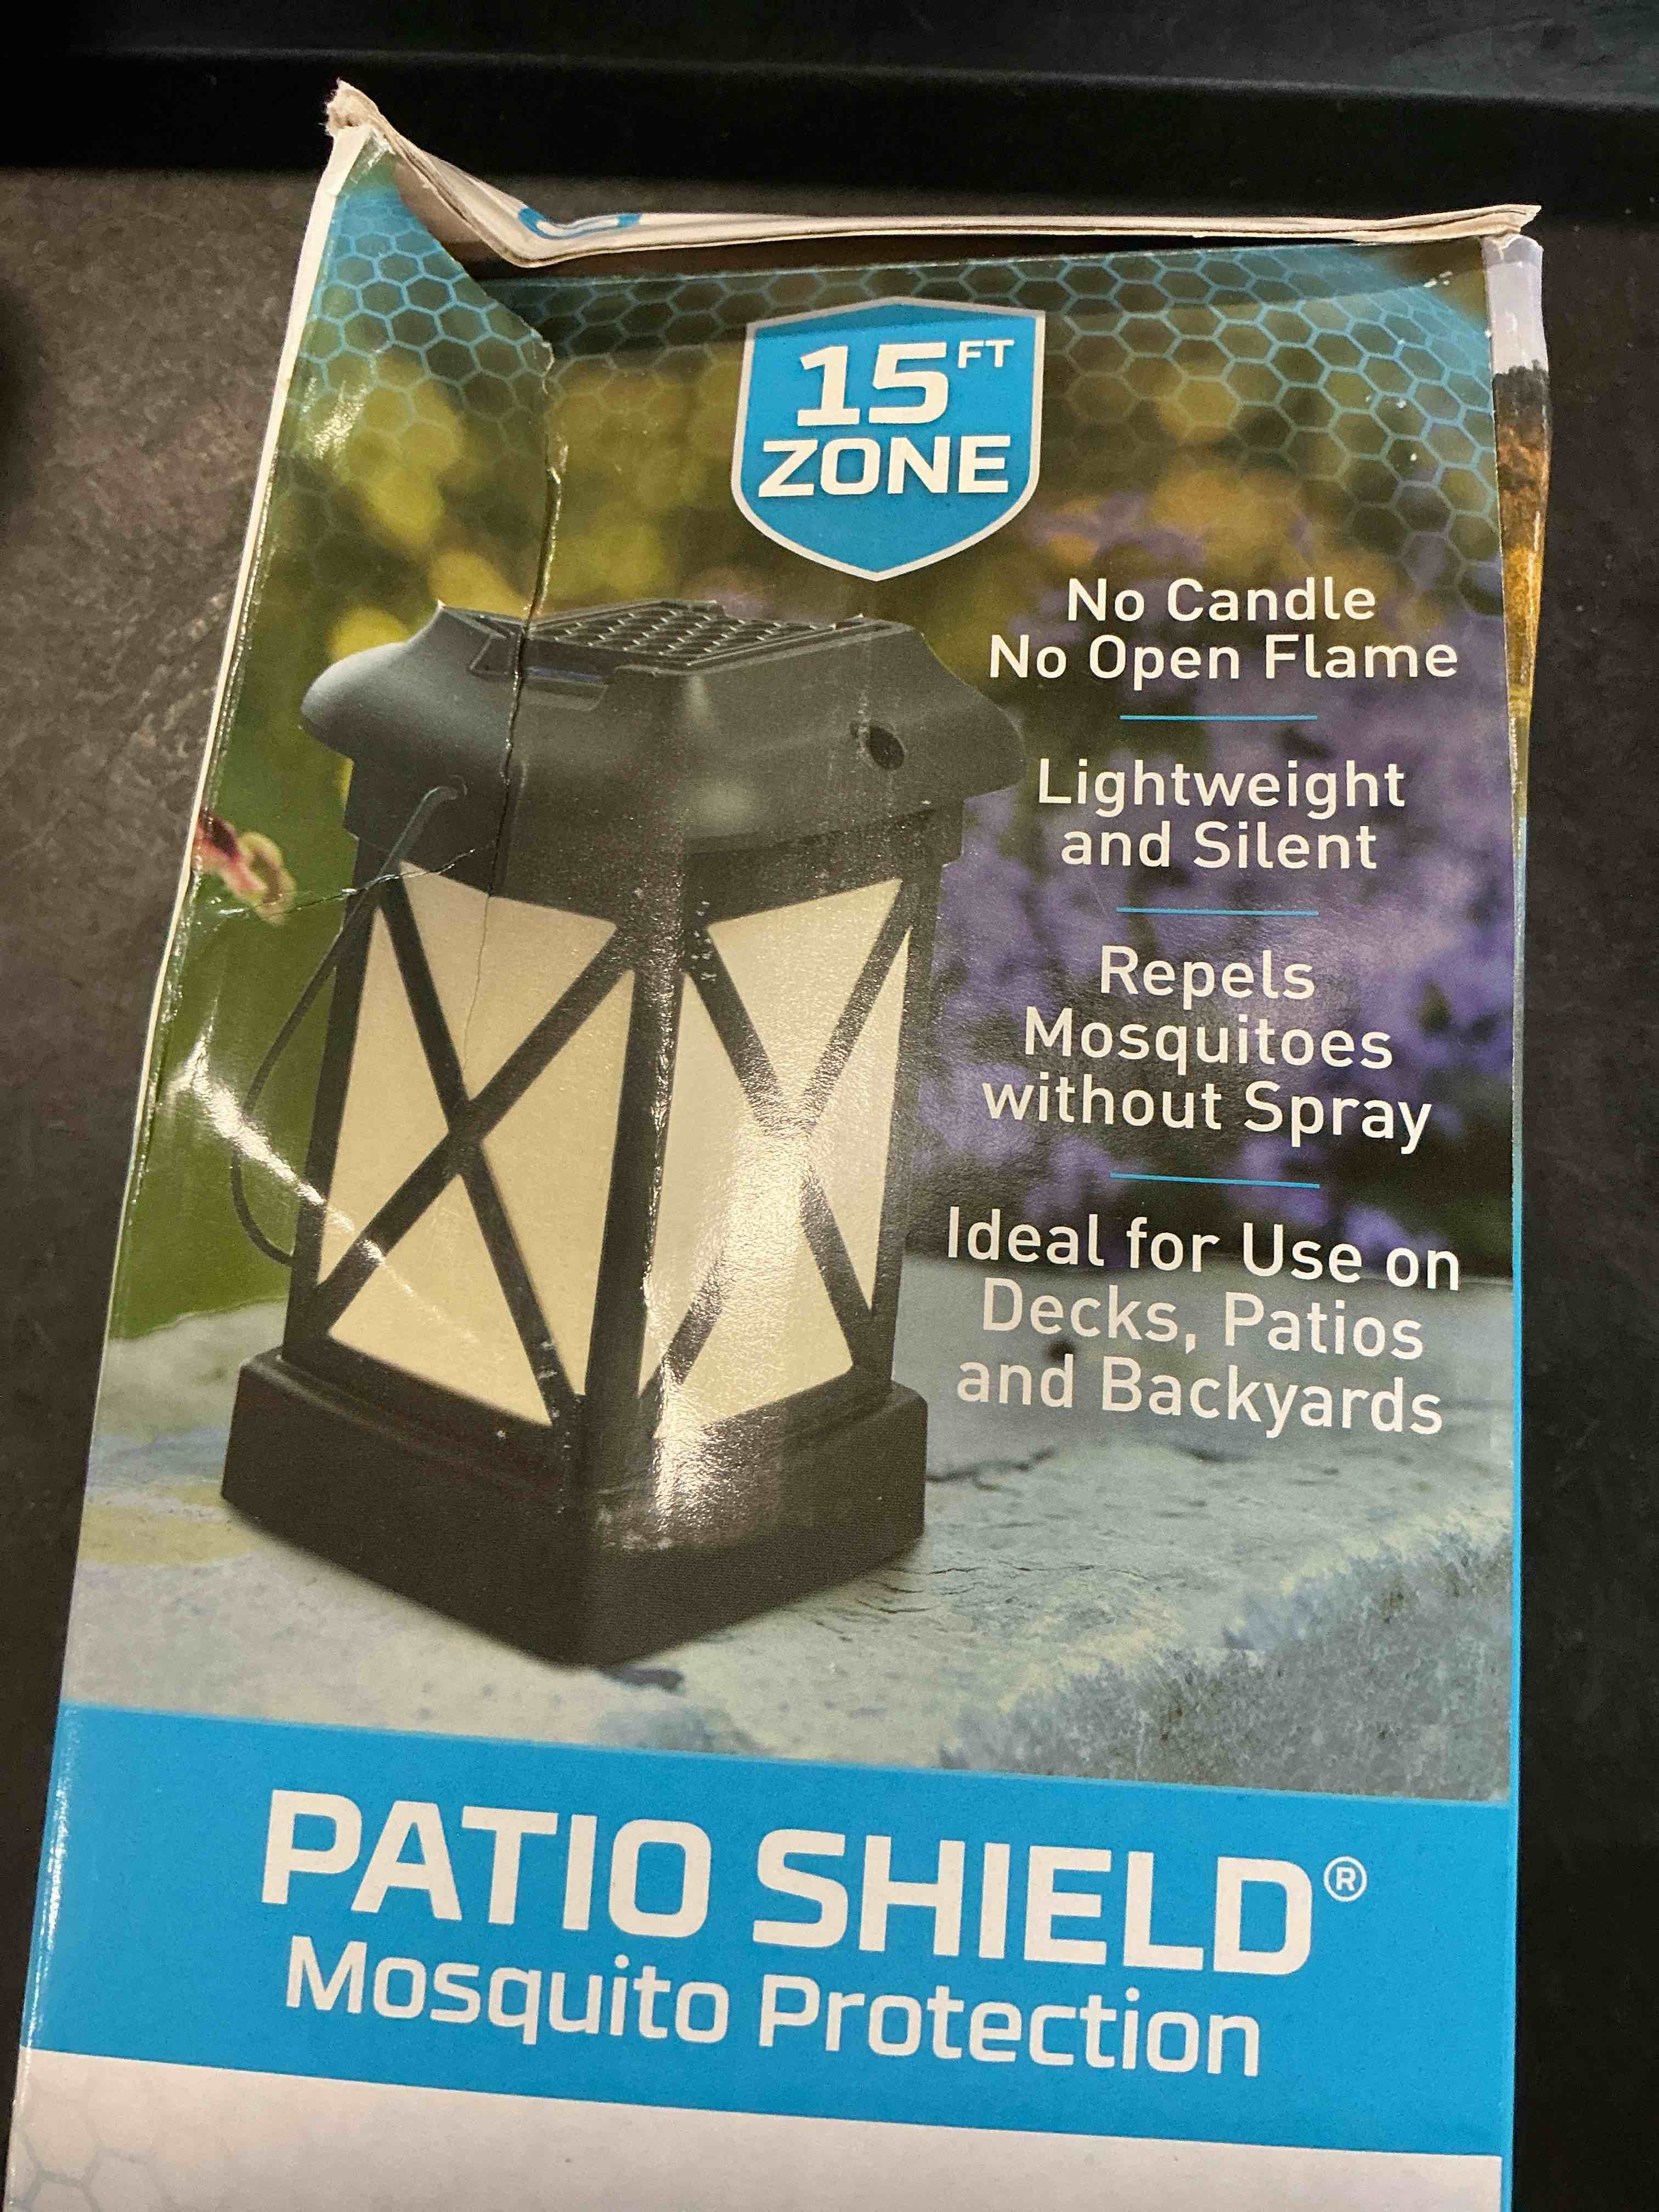 15 FT
ZONE
No Candle
No Open Flame
Lightweight
and Silent
Repels
Mosquitoes
without Spray
Ideal for Use on
Decks, Patios
and Backyards
PATIO SHIELD®
Mosquito Protection